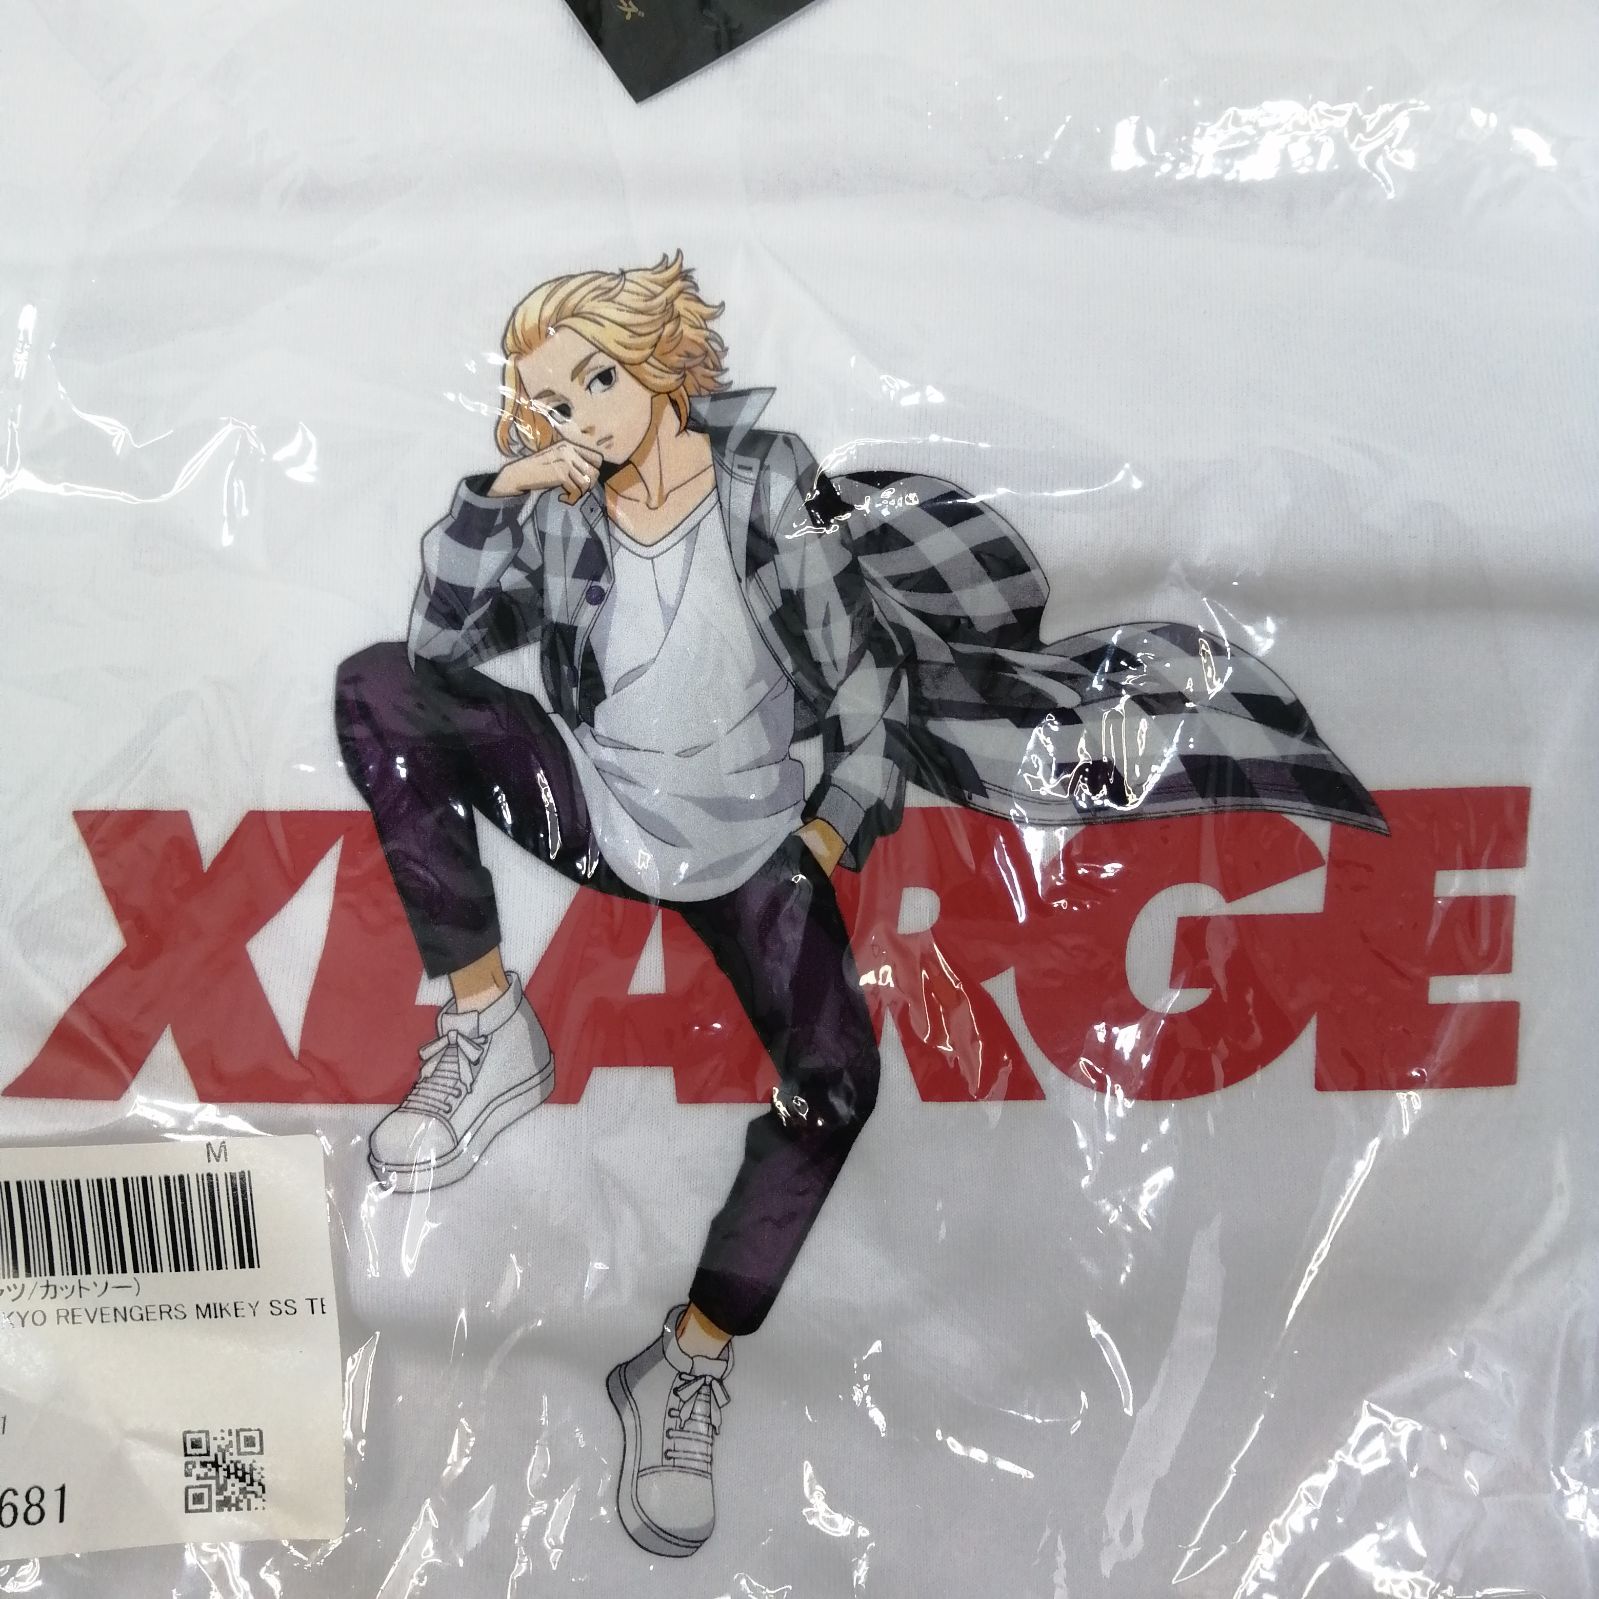 XLARGE
M
ツ/カットソー)
KYO REVENGERS MIKEY SS TE
681